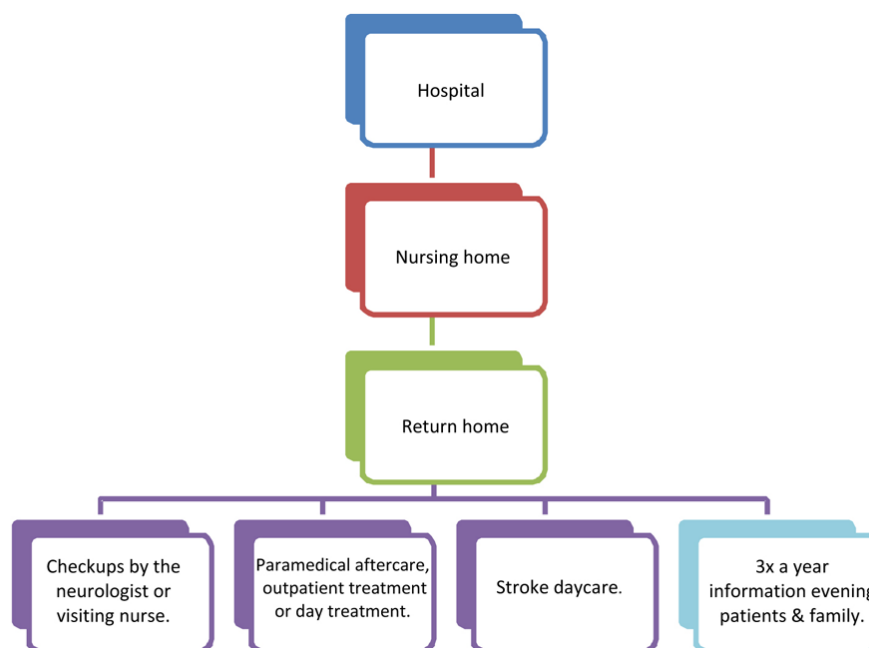 Hospital
Nursing home
Return home
Checkups by the
neurologist or
visiting nurse.
Paramedical aftercare,
outpatient treatment
or day treatment.
Stroke daycare.
3x a year
information evening
patients & family.